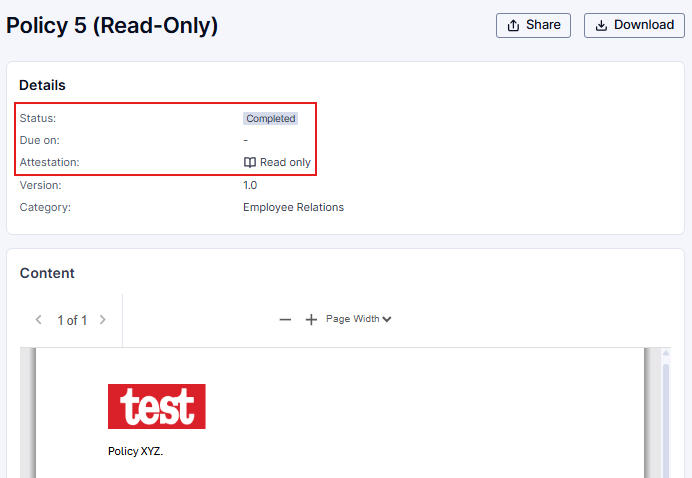 Policy 5 (Read-Only)
Share
Download
Details
Status: Completed
Due on: -
Attestation: Read only
Version: 1.0
Category: Employee Relations
Content
1 of 1
Page Width
test
Policy XYZ.